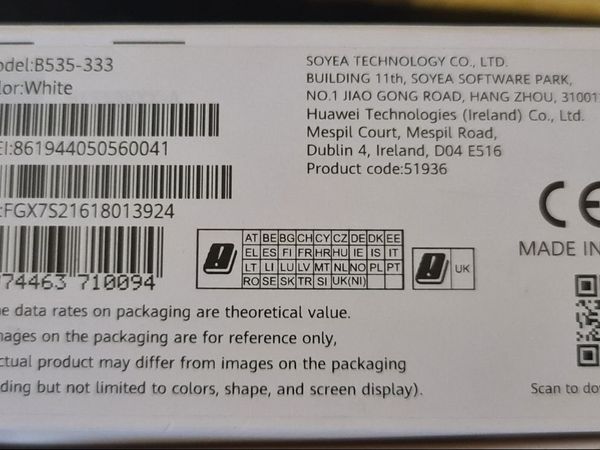 odel:B535-333
lor:White
EI:861944050560041
:FGX7S21618013924
74463 710094
SOYEA TECHNOLOGY CO., LTD.
BUILDING 11th, SOYEA SOFTWARE PARK,
NO.1 JIAO GONG ROAD, HANG ZHOU, 310012
Huawei Technologies (Ireland) Co., Ltd.
Mespil Court, Mespil Road,
Dublin 4, Ireland, D04 E516
Product code:51936
CE
MADE IN
AT BE BG CH CY CZ DE DK EE
EL ES FI FR HR HU IE IS IT
LT LI LU LV MT NL NO PL PT
RO SE SK TR SI UK(NI)
UK
he data rates on packaging are theoretical value.
mages on the packaging are for reference only,
ctual product may differ from images on the packaging
ding but not limited to colors, shape, and screen display).
Scan to do